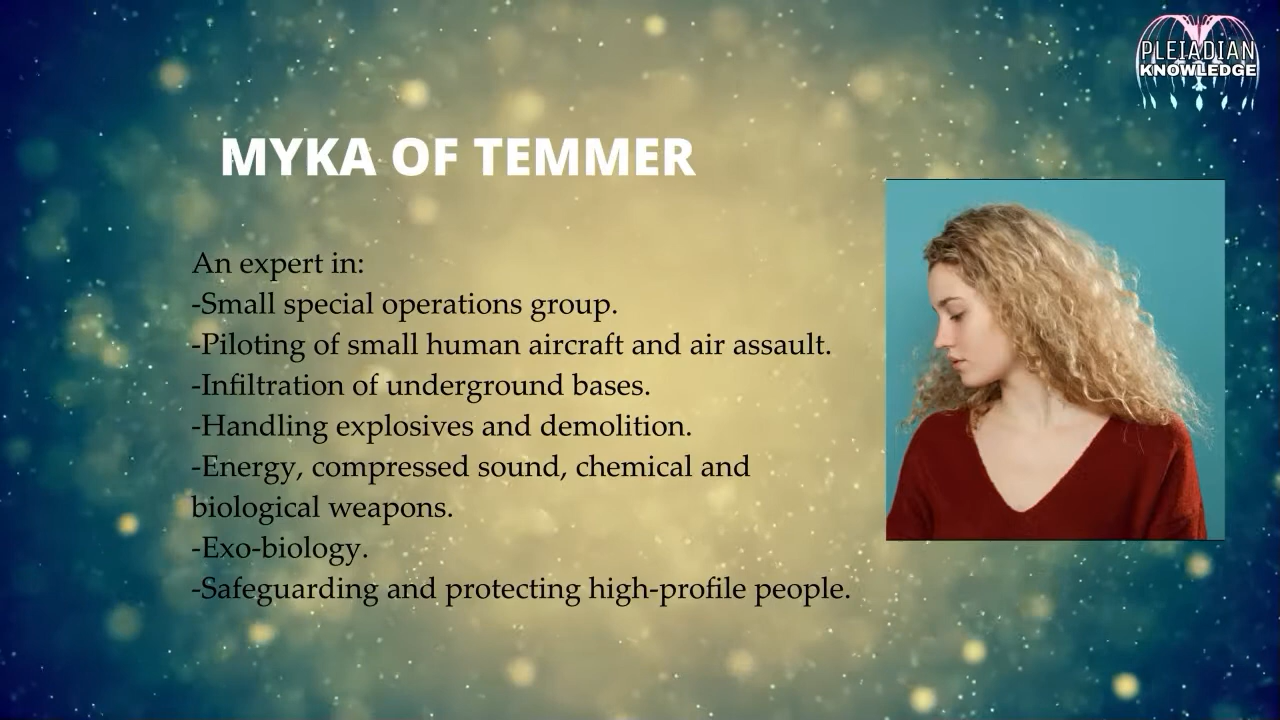 PLEIADIAN
KNOWLEDGE
MYKA OF TEMMER
An expert in:
-Small special operations group.
-Piloting of small human aircraft and air assault.
-Infiltration of underground bases.
-Handling explosives and demolition.
-Energy, compressed sound, chemical and
biological weapons.
-Exo-biology.
-Safeguarding and protecting high-profile people.